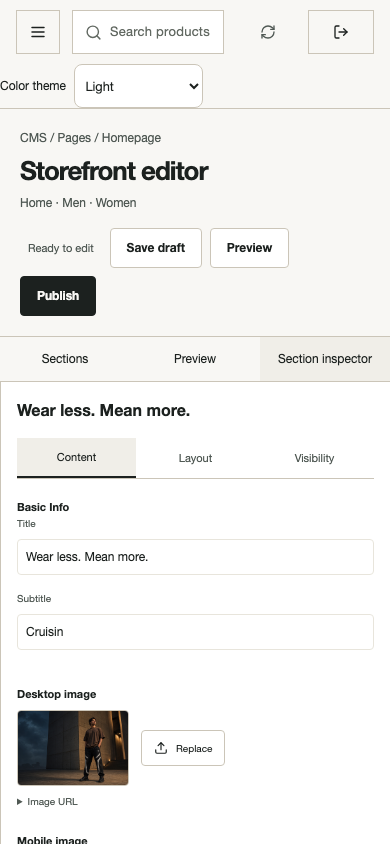 Search products
Color theme
Light
CMS / Pages / Homepage
Storefront editor
Home · Men · Women
Ready to edit
Save draft
Preview
Publish
Sections
Preview
Section inspector
Wear less. Mean more.
Content
Layout
Visibility
Basic Info
Title
Wear less. Mean more.
Subtitle
Cruisin
Desktop image
Replace
Image URL
Mobile image